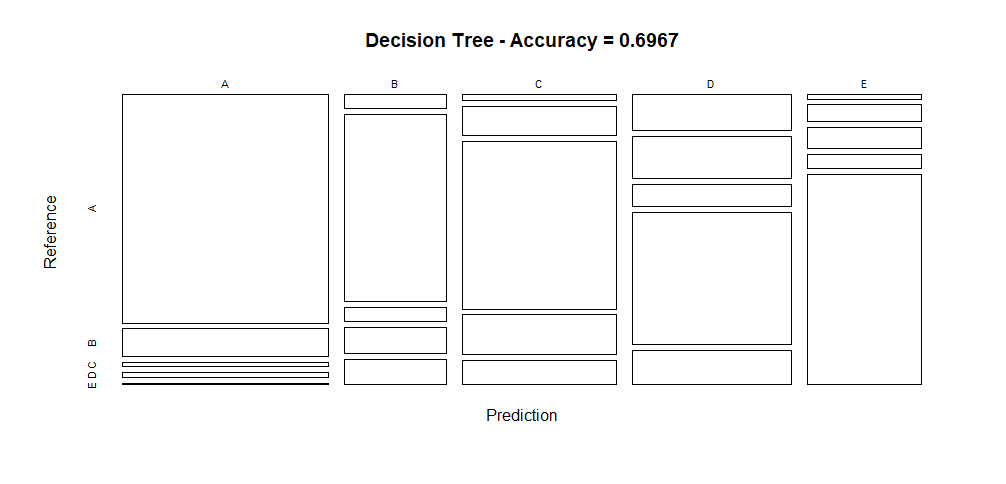 Decision Tree - Accuracy = 0.6967
A B C D E
Reference
A
B
C
D
E
Prediction